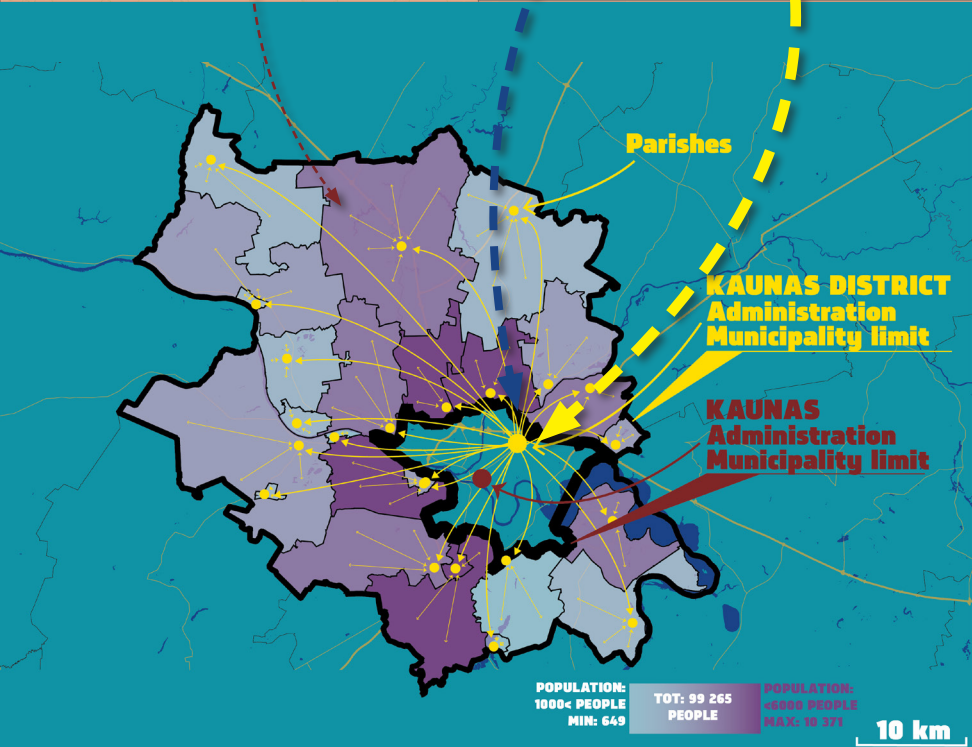 Parishes
KAUNAS DISTRICT
Administration
Municipality limit
KAUNAS
Administration
Municipality limit
POPULATION:
1000< PEOPLE
MIN: 649
TOT: 99 265
PEOPLE
POPULATION:
<6000 PEOPLE
MAX: 10 371
10 km